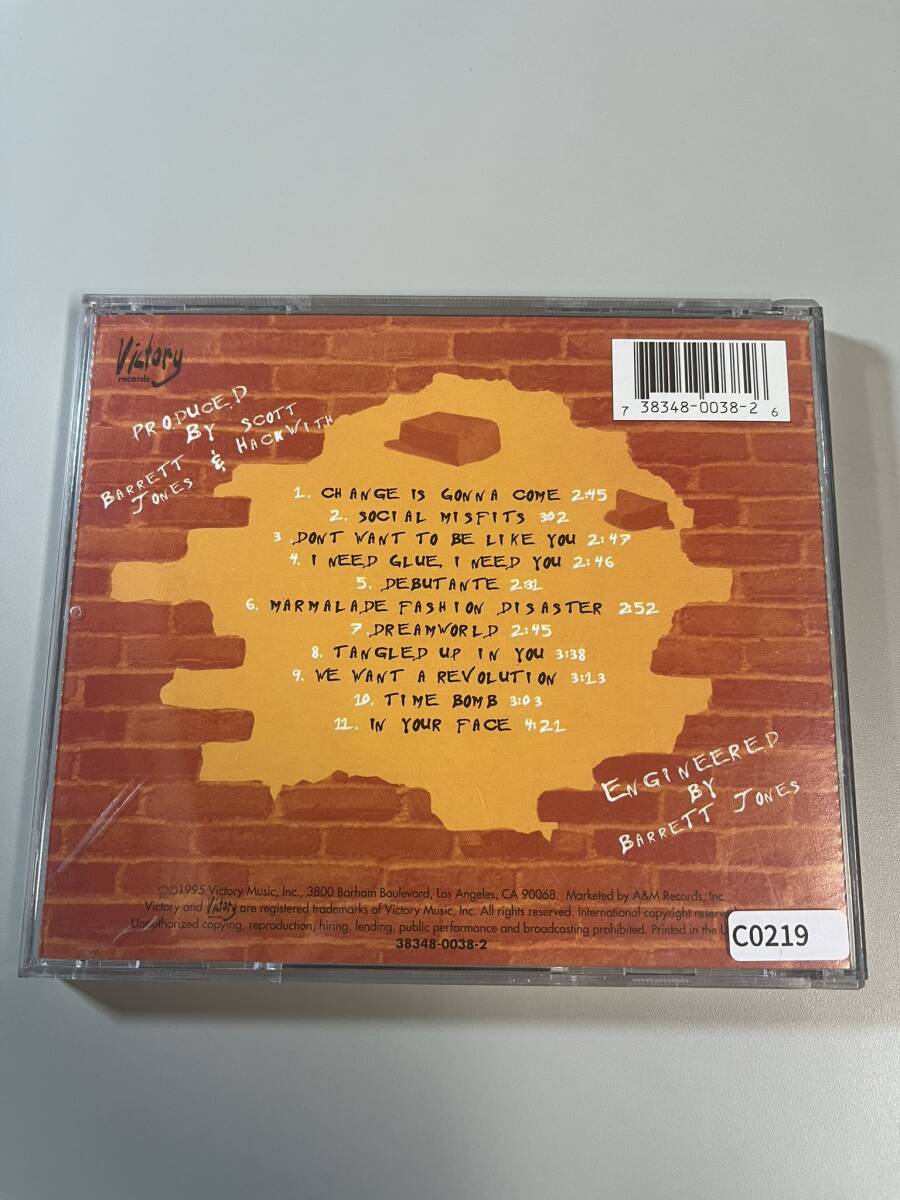 Victory
records
7 38348-0038-2 6
PRODUCED
BY SCOTT
HACKWITH
&
BARRETT
JONES
1. CHANGE IS GONNA COME 2:45
2. SOCIAL MISFITS 302
3 DONT WANT TO BE LIKE YOU 2:47
4. I NEED GLUE, I NEED YOU 2:46
5. DEBUTANTE 2:31
6. MARMALADE FASHION DISASTER 2:52
7. DREAMWORLD 2:45
8. TANGLED UP IN YOU 3:38
9. WE WANT A REVOLUTION 3:13
10. TIME BOMB 3:03
11. IN YOUR FACE 4:21
ENGINEERED
BY
BARRETT JONES
℗©1995 Victory Music, Inc., 3800 Barham Boulevard, Los Angeles, CA 90068. Marketed by A&M Records, Inc.
Victory and Victory are registered trademarks of Victory Music, Inc. All rights reserved. International copyright
Unauthorized copying, reproduction, hiring, lending, public performance and broadcasting prohibited. Printed in the
38348-0038-2
C0219